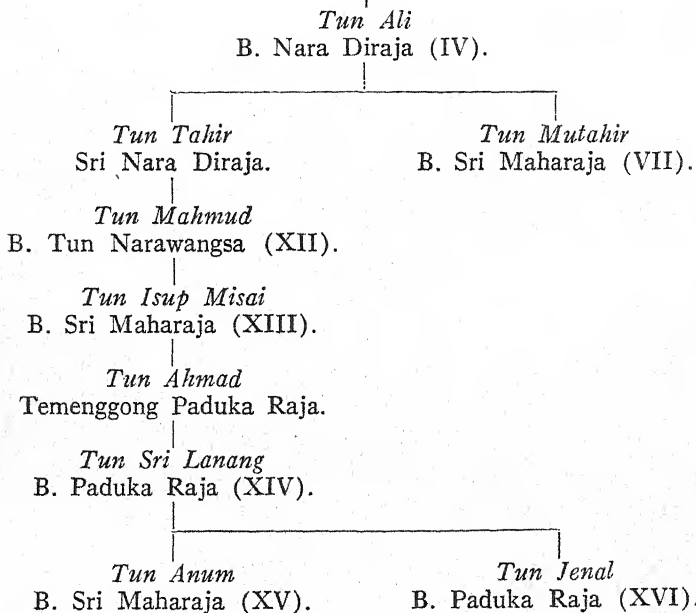 Tun Ali
B. Nara Diraja (IV).
Tun Tahir
Sri Nara Diraja.
Tun Mutahir
B. Sri Maharaja (VII).
Tun Mahmud
B. Tun Narawangsa (XII).
Tun Isup Misai
B. Sri Maharaja (XIII).
Tun Ahmad
Temenggong Paduka Raja.
Tun Sri Lanang
B. Paduka Raja (XIV).
Tun Anum
B. Sri Maharaja (XV).
Tun Jenal
B. Paduka Raja (XVI).